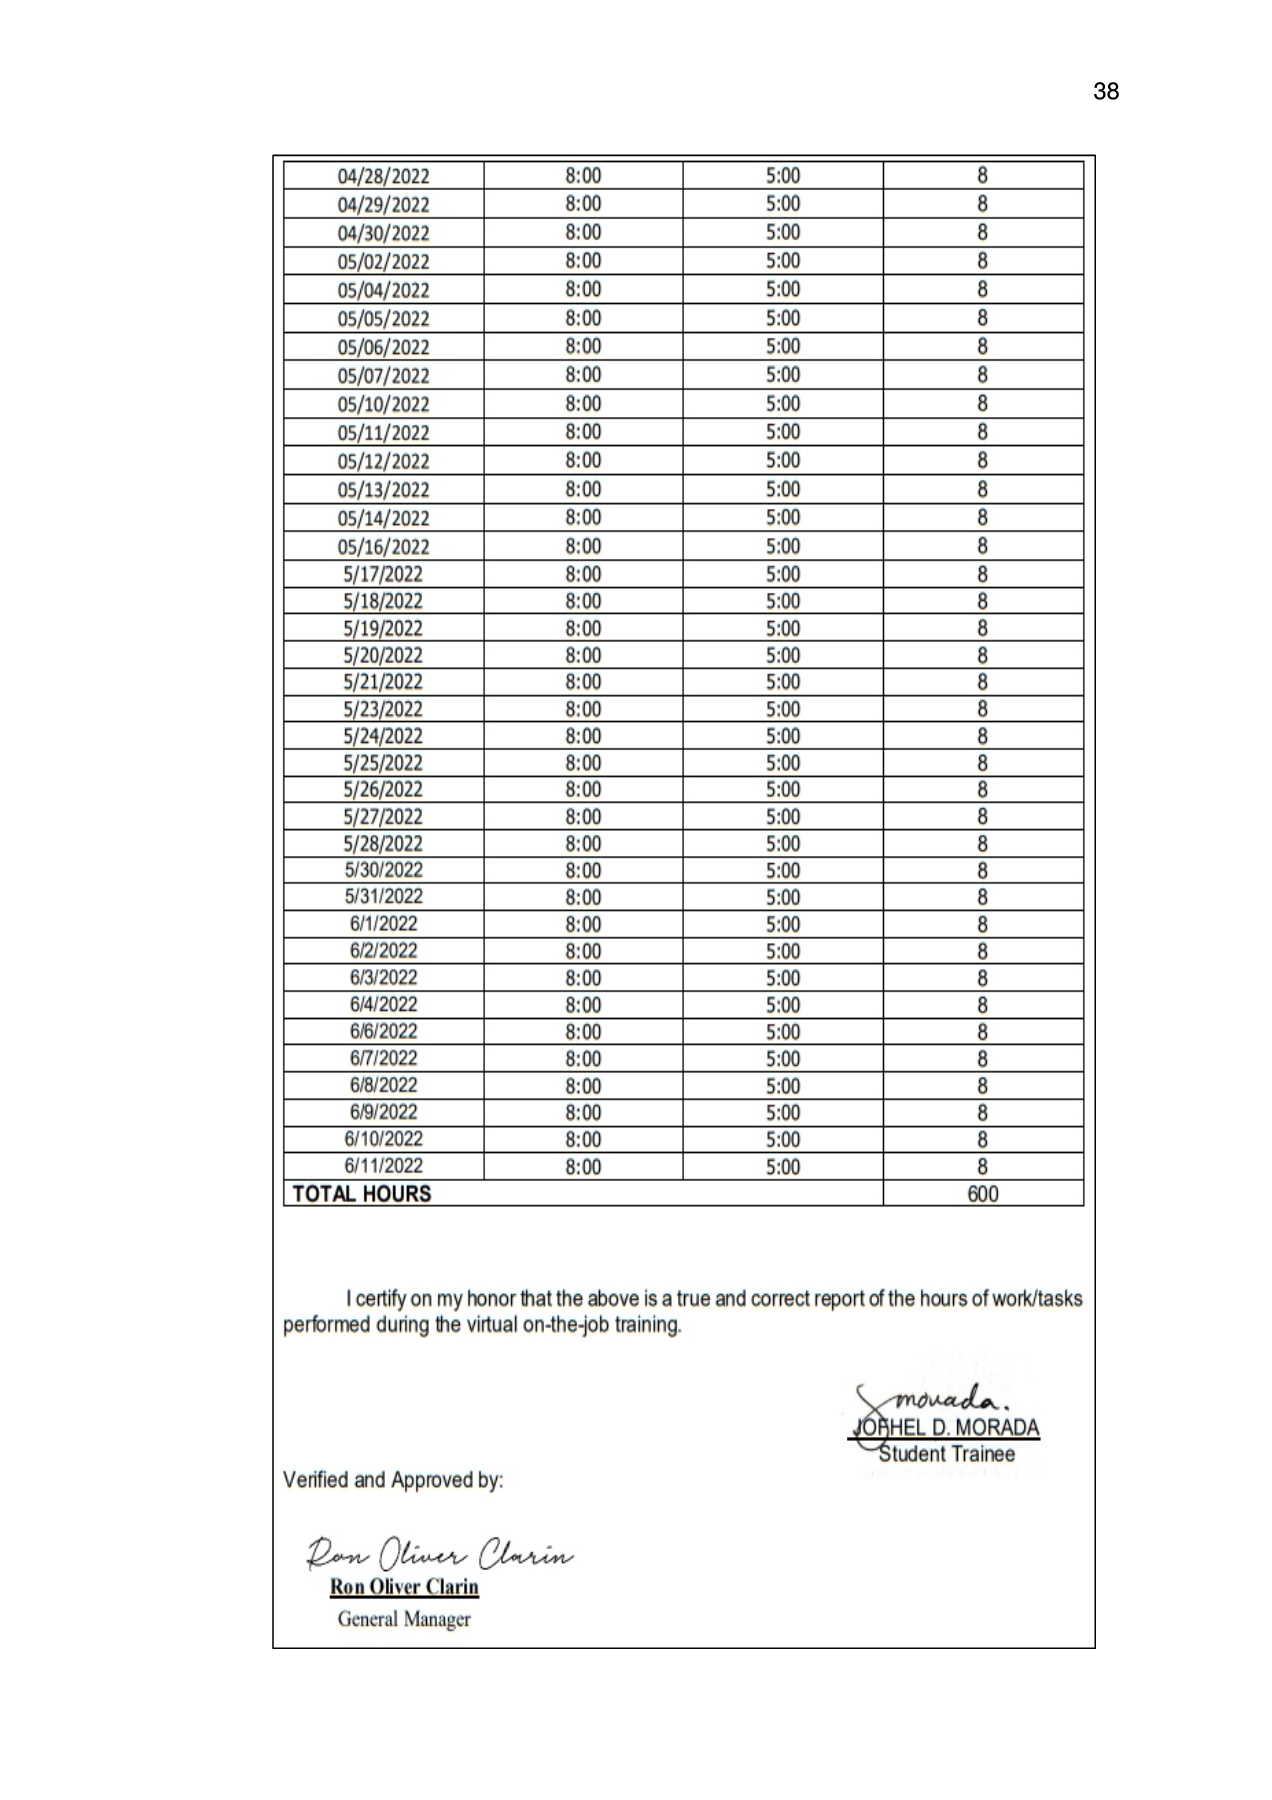 38
04/28/2022 8:00 5:00 8
04/29/2022 8:00 5:00 8
04/30/2022 8:00 5:00 8
05/02/2022 8:00 5:00 8
05/04/2022 8:00 5:00 8
05/05/2022 8:00 5:00 8
05/06/2022 8:00 5:00 8
05/07/2022 8:00 5:00 8
05/10/2022 8:00 5:00 8
05/11/2022 8:00 5:00 8
05/12/2022 8:00 5:00 8
05/13/2022 8:00 5:00 8
05/14/2022 8:00 5:00 8
05/16/2022 8:00 5:00 8
5/17/2022 8:00 5:00 8
5/18/2022 8:00 5:00 8
5/19/2022 8:00 5:00 8
5/20/2022 8:00 5:00 8
5/21/2022 8:00 5:00 8
5/23/2022 8:00 5:00 8
5/24/2022 8:00 5:00 8
5/25/2022 8:00 5:00 8
5/26/2022 8:00 5:00 8
5/27/2022 8:00 5:00 8
5/28/2022 8:00 5:00 8
5/30/2022 8:00 5:00 8
5/31/2022 8:00 5:00 8
6/1/2022 8:00 5:00 8
6/2/2022 8:00 5:00 8
6/3/2022 8:00 5:00 8
6/4/2022 8:00 5:00 8
6/6/2022 8:00 5:00 8
6/7/2022 8:00 5:00 8
6/8/2022 8:00 5:00 8
6/9/2022 8:00 5:00 8
6/10/2022 8:00 5:00 8
6/11/2022 8:00 5:00 8
TOTAL HOURS 600
I certify on my honor that the above is a true and correct report of the hours of work/tasks
performed during the virtual on-the-job training.
morada.
D. MORADA
Student Trainee
Verified and Approved by:
Ron Oliver Clarin
Ron Oliver Clarin
General Manager